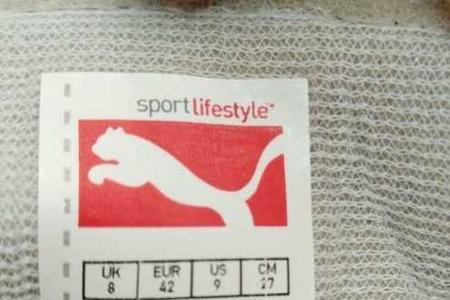 sportlifestyle™
UK EUR US CM
8 42 9 27